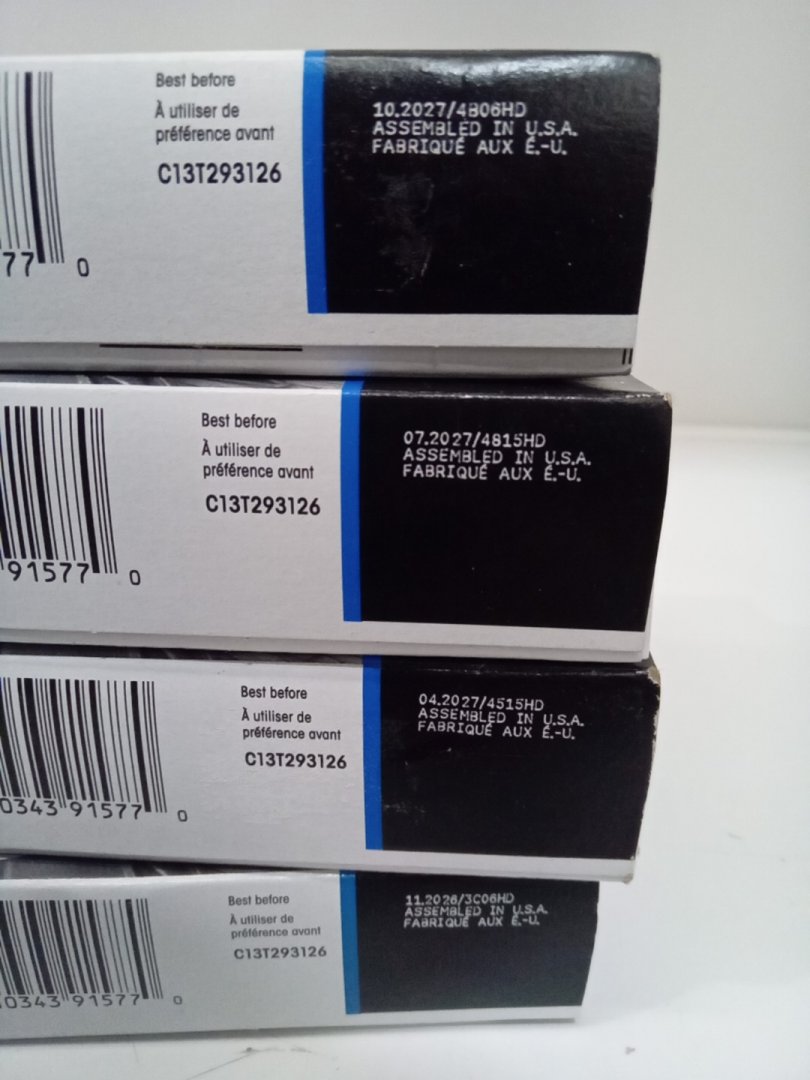 Best before
À utiliser de
préférence avant
C13T293126
77 0
10.2027/4B06HD
ASSEMBLED IN U.S.A.
FABRIQUÉ AUX É.-U.
Best before
À utiliser de
préférence avant
C13T293126
91577 0
07.2027/4815HD
ASSEMBLED IN U.S.A.
FABRIQUÉ AUX É.-U.
Best before
À utiliser de
préférence avant
C13T293126
0343 91577 0
04.2027/4515HD
ASSEMBLED IN U.S.A.
FABRIQUÉ AUX É.-U.
Best before
À utiliser de
préférence avant
C13T293126
0343 91577 0
11.2026/3C06HD
ASSEMBLED IN U.S.A.
FABRIQUÉ AUX É.-U.